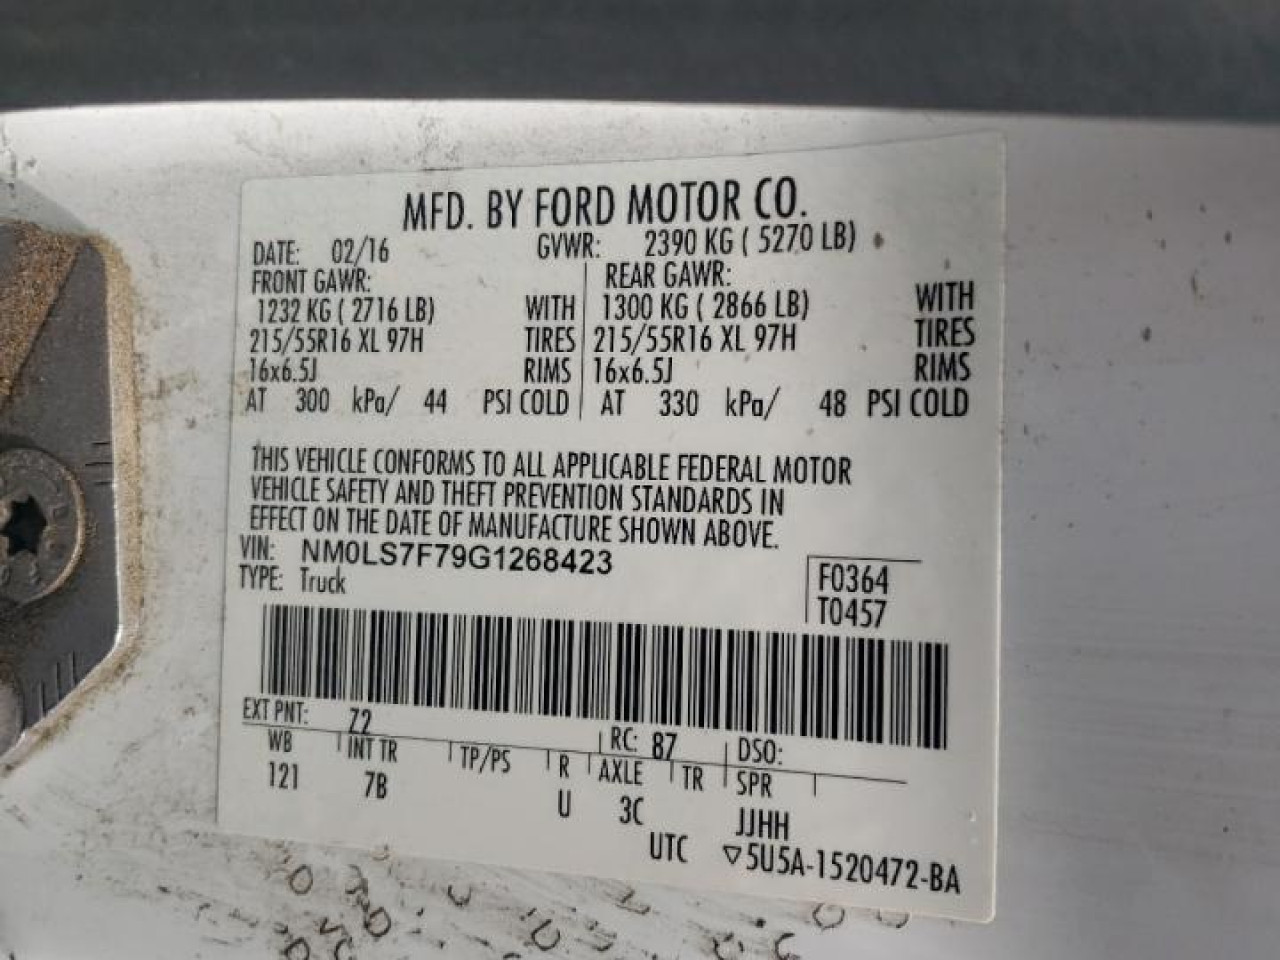 MFD. BY FORD MOTOR CO.
DATE: 02/16 GVWR: 2390 KG ( 5270 LB)
FRONT GAWR: REAR GAWR:
1232 KG ( 2716 LB) WITH 1300 KG ( 2866 LB) WITH
215/55R16 XL 97H TIRES 215/55R16 XL 97H TIRES
16x6.5J RIMS 16x6.5J RIMS
AT 300 kPa/ 44 PSI COLD AT 330 kPa/ 48 PSI COLD
THIS VEHICLE CONFORMS TO ALL APPLICABLE FEDERAL MOTOR
VEHICLE SAFETY AND THEFT PREVENTION STANDARDS IN
EFFECT ON THE DATE OF MANUFACTURE SHOWN ABOVE.
VIN: NM0LS7F79G1268423
TYPE: Truck
F0364
T0457
EXT PNT: Z2 RC: 87 DSO:
WB INT TR TP/PS R AXLE TR SPR
121 7B U 3C JJHH
UTC ▽5U5A-1520472-BA